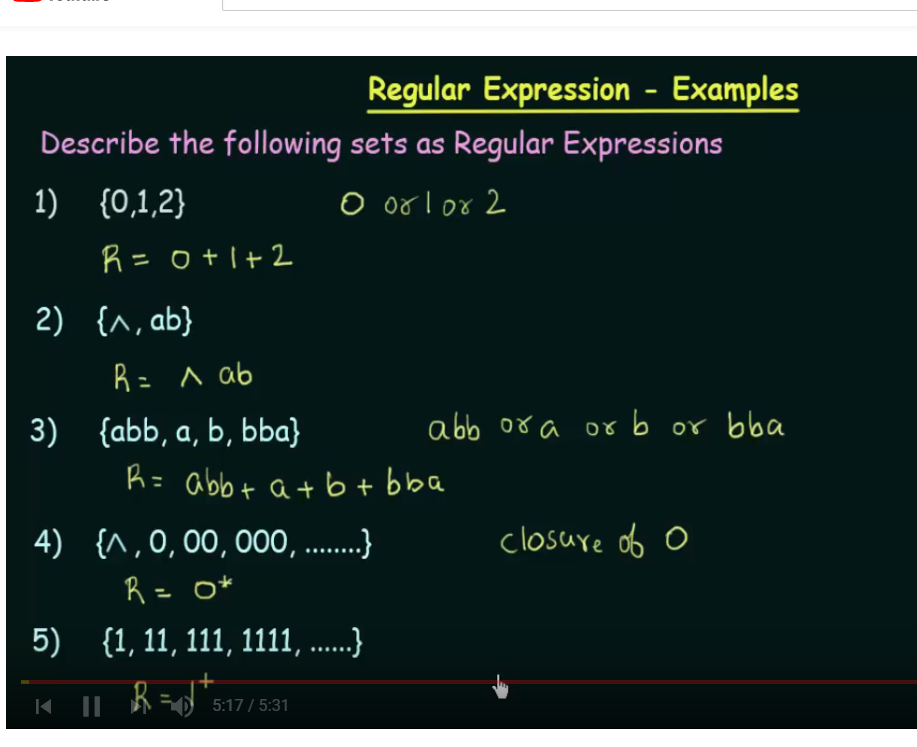 Regular Expression - Examples
Describe the following sets as Regular Expressions
1) {0,1,2} 0 or 1 or 2
R = 0 + 1 + 2
2) {∧, ab}
R = ∧ ab
3) {abb, a, b, bba} abb or a or b or bba
R = abb + a + b + bba
4) {∧, 0, 00, 000, ........} closure of 0
R = 0*
5) {1, 11, 111, 1111, ......}
R = 1+
5:17 / 5:31